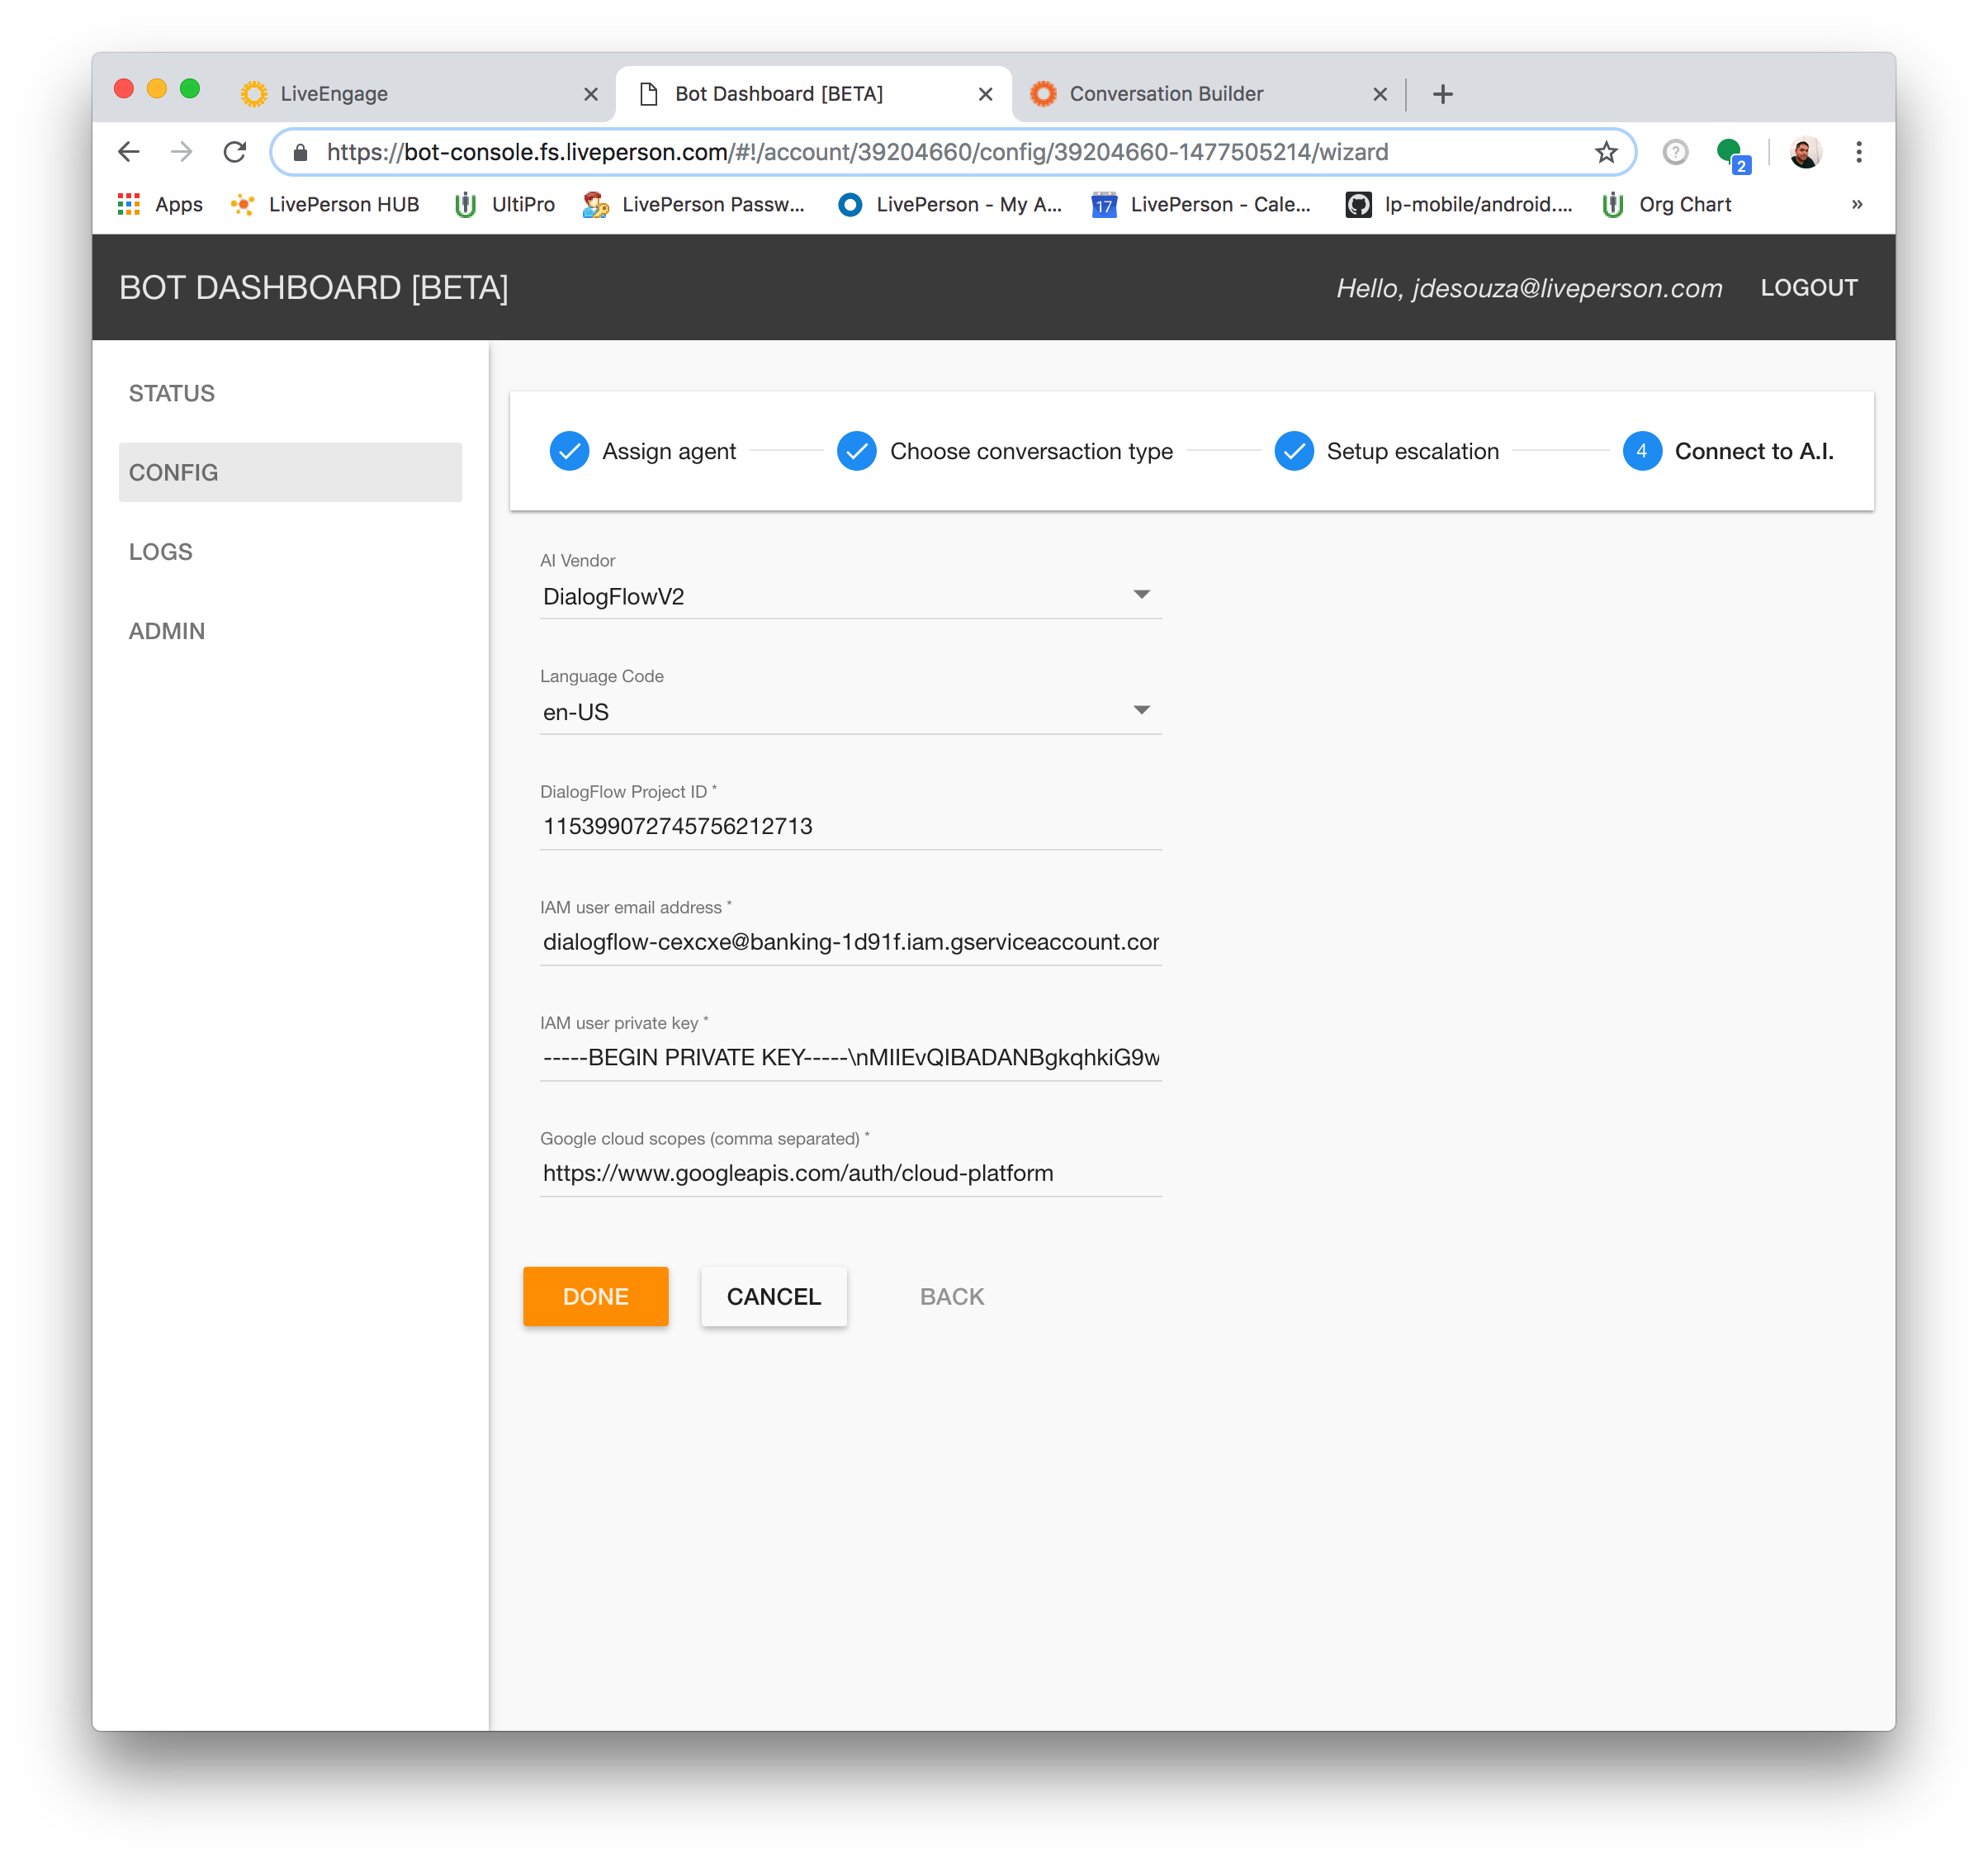 LiveEngage
Bot Dashboard [BETA]
Conversation Builder
https://bot-console.fs.liveperson.com/#!/account/39204660/config/39204660-1477505214/wizard
2
Apps
LivePerson HUB
UltiPro
LivePerson Passw...
LivePerson - My A...
17
LivePerson - Cale...
lp-mobile/android....
Org Chart
»
BOT DASHBOARD [BETA]
Hello, jdesouza@liveperson.com
LOGOUT
STATUS
CONFIG
LOGS
ADMIN
Assign agent
Choose conversaction type
Setup escalation
4
Connect to A.I.
AI Vendor
DialogFlowV2
Language Code
en-US
DialogFlow Project ID *
115399072745756212713
IAM user email address *
dialogflow-cexcxe@banking-1d91f.iam.gserviceaccount.cor
IAM user private key *
-----BEGIN PRIVATE KEY-----\nMIIEvQIBADANBgkqhkiG9w
Google cloud scopes (comma separated) *
https://www.googleapis.com/auth/cloud-platform
DONE
CANCEL
BACK